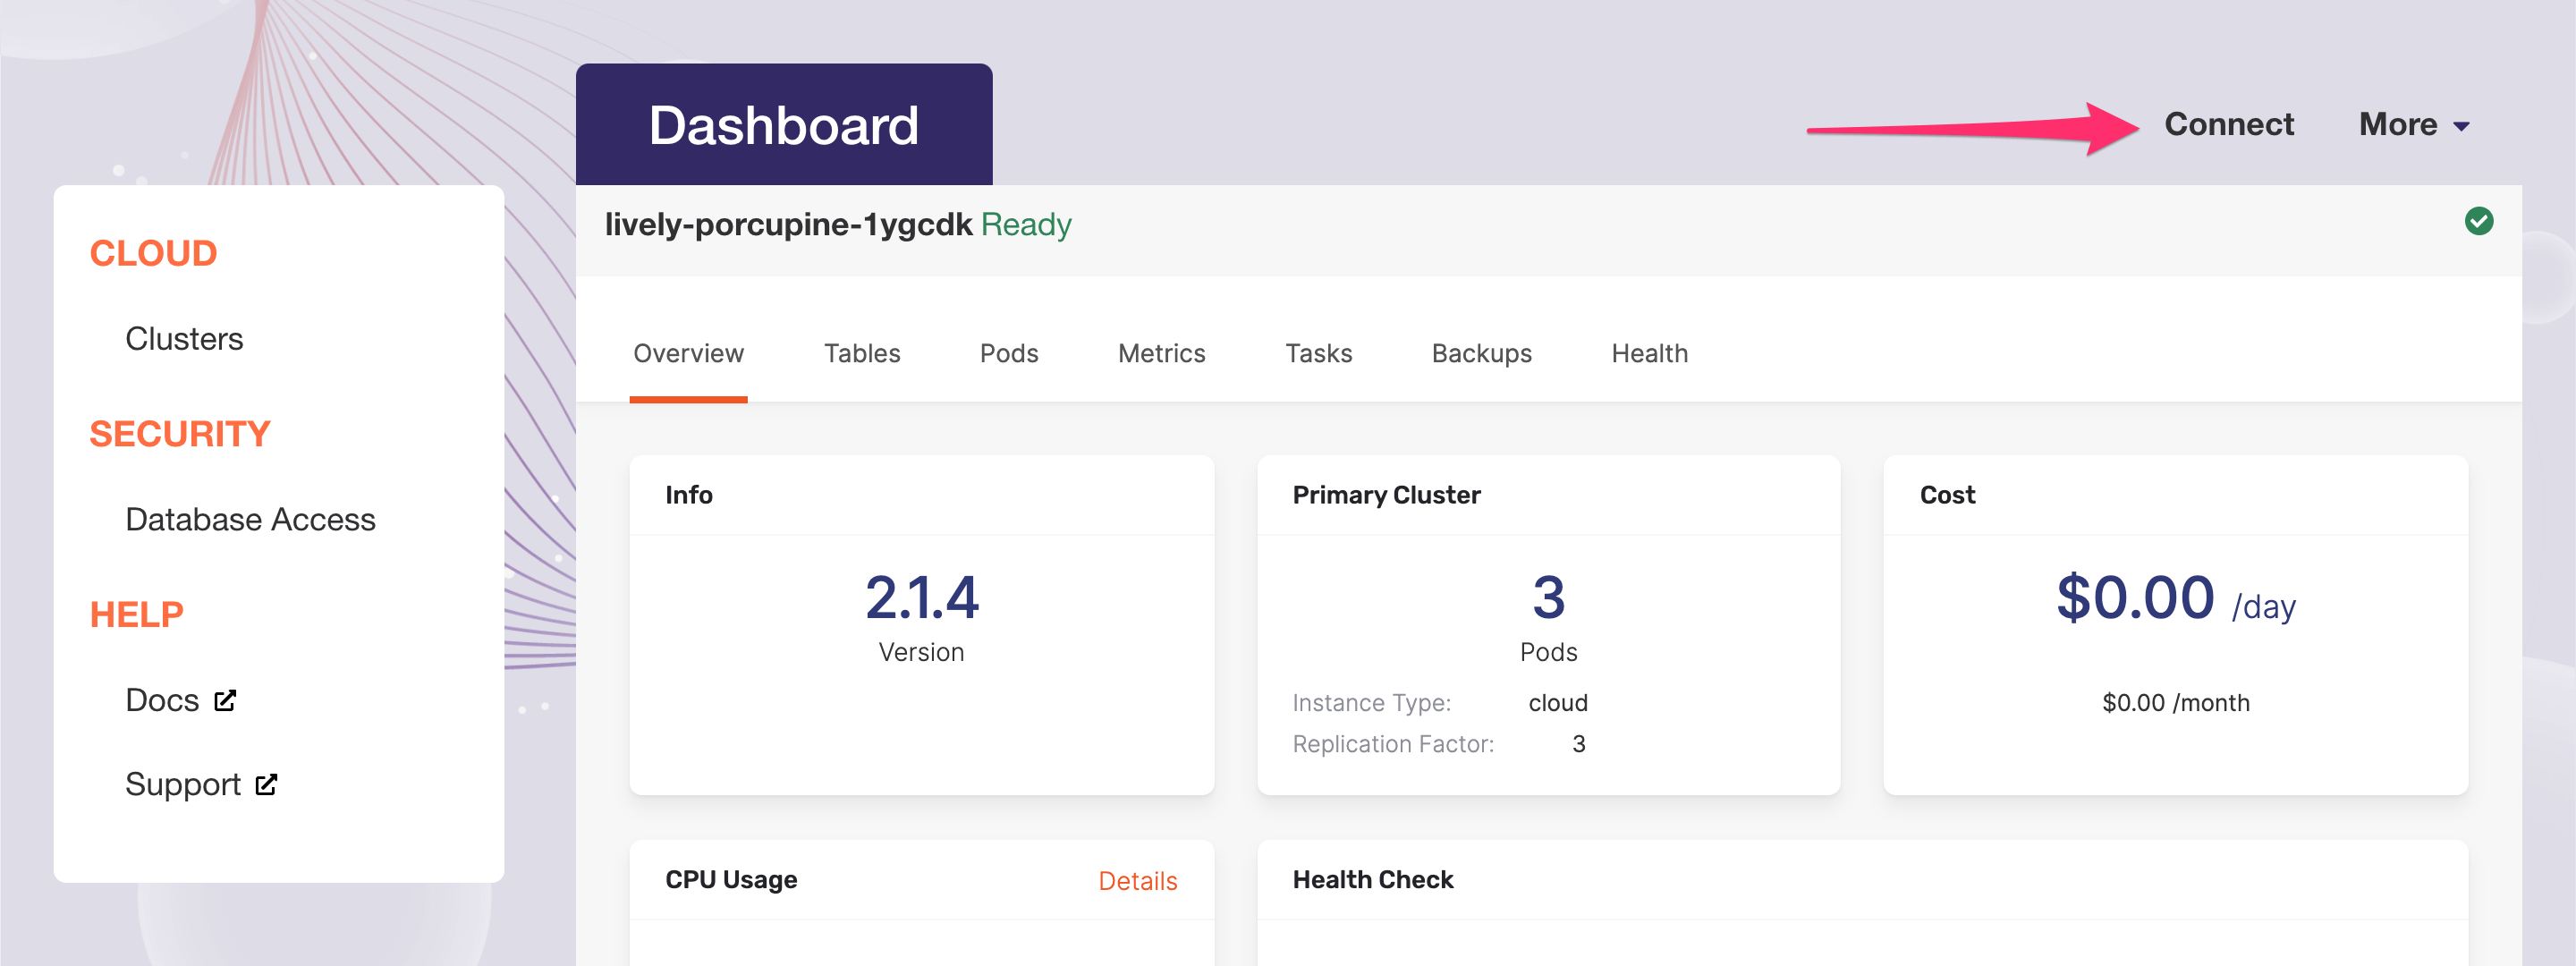 Dashboard
Connect
More
CLOUD
Clusters
SECURITY
Database Access
HELP
Docs
Support
lively-porcupine-1ygcdk Ready
Overview Tables Pods Metrics Tasks Backups Health
Info
2.1.4
Version
Primary Cluster
3
Pods
Instance Type: cloud
Replication Factor: 3
Cost
$0.00 /day
$0.00 /month
CPU Usage Details
Health Check